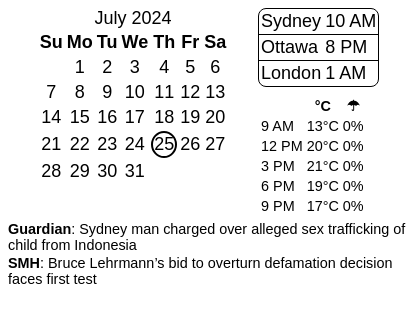 July 2024
Su Mo Tu We Th Fr Sa
1 2 3 4 5 6
7 8 9 10 11 12 13
14 15 16 17 18 19 20
21 22 23 24 25 26 27
28 29 30 31
Sydney 10 AM
Ottawa 8 PM
London 1 AM
°C ☂
9 AM 13°C 0%
12 PM 20°C 0%
3 PM 21°C 0%
6 PM 19°C 0%
9 PM 17°C 0%
Guardian: Sydney man charged over alleged sex trafficking of
child from Indonesia
SMH: Bruce Lehrmann’s bid to overturn defamation decision
faces first test